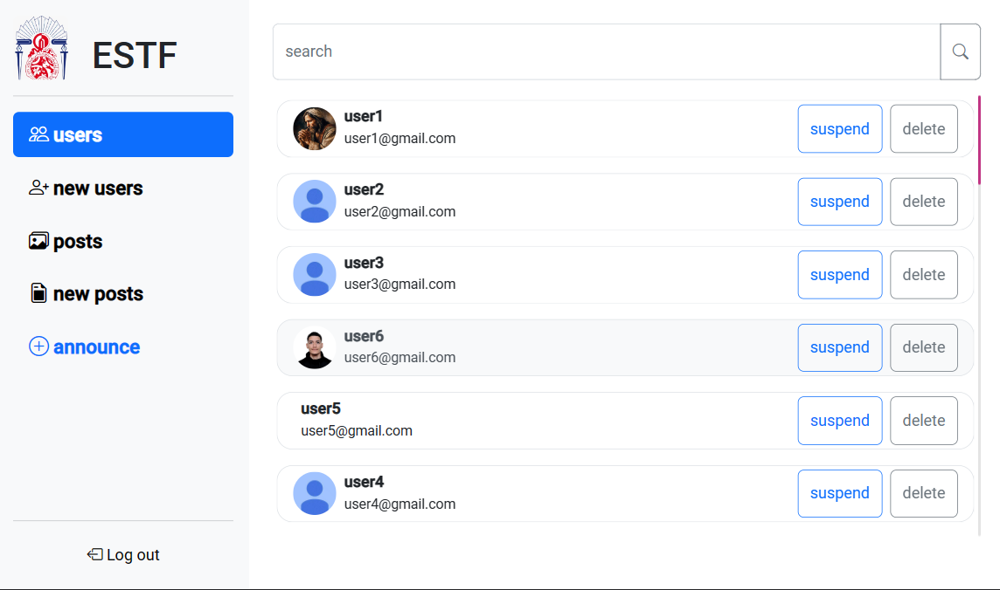 ESTF
users
new users
posts
new posts
announce
Log out
search
user1
user1@gmail.com
suspend delete
user2
user2@gmail.com
suspend delete
user3
user3@gmail.com
suspend delete
user6
user6@gmail.com
suspend delete
user5
user5@gmail.com
suspend delete
user4
user4@gmail.com
suspend delete